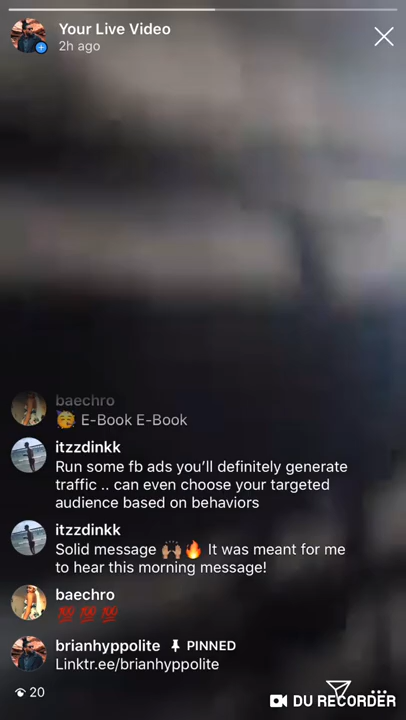 Your Live Video
2h ago
baechro
🥳 E-Book E-Book
itzzdinkk
Run some fb ads you’ll definitely generate
traffic .. can even choose your targeted
audience based on behaviors
itzzdinkk
Solid message 🙌🏽🔥 It was meant for me
to hear this morning message!
baechro
💯 💯 💯
brianhyppolite PINNED
Linktr.ee/brianhyppolite
20
DU RECORDER